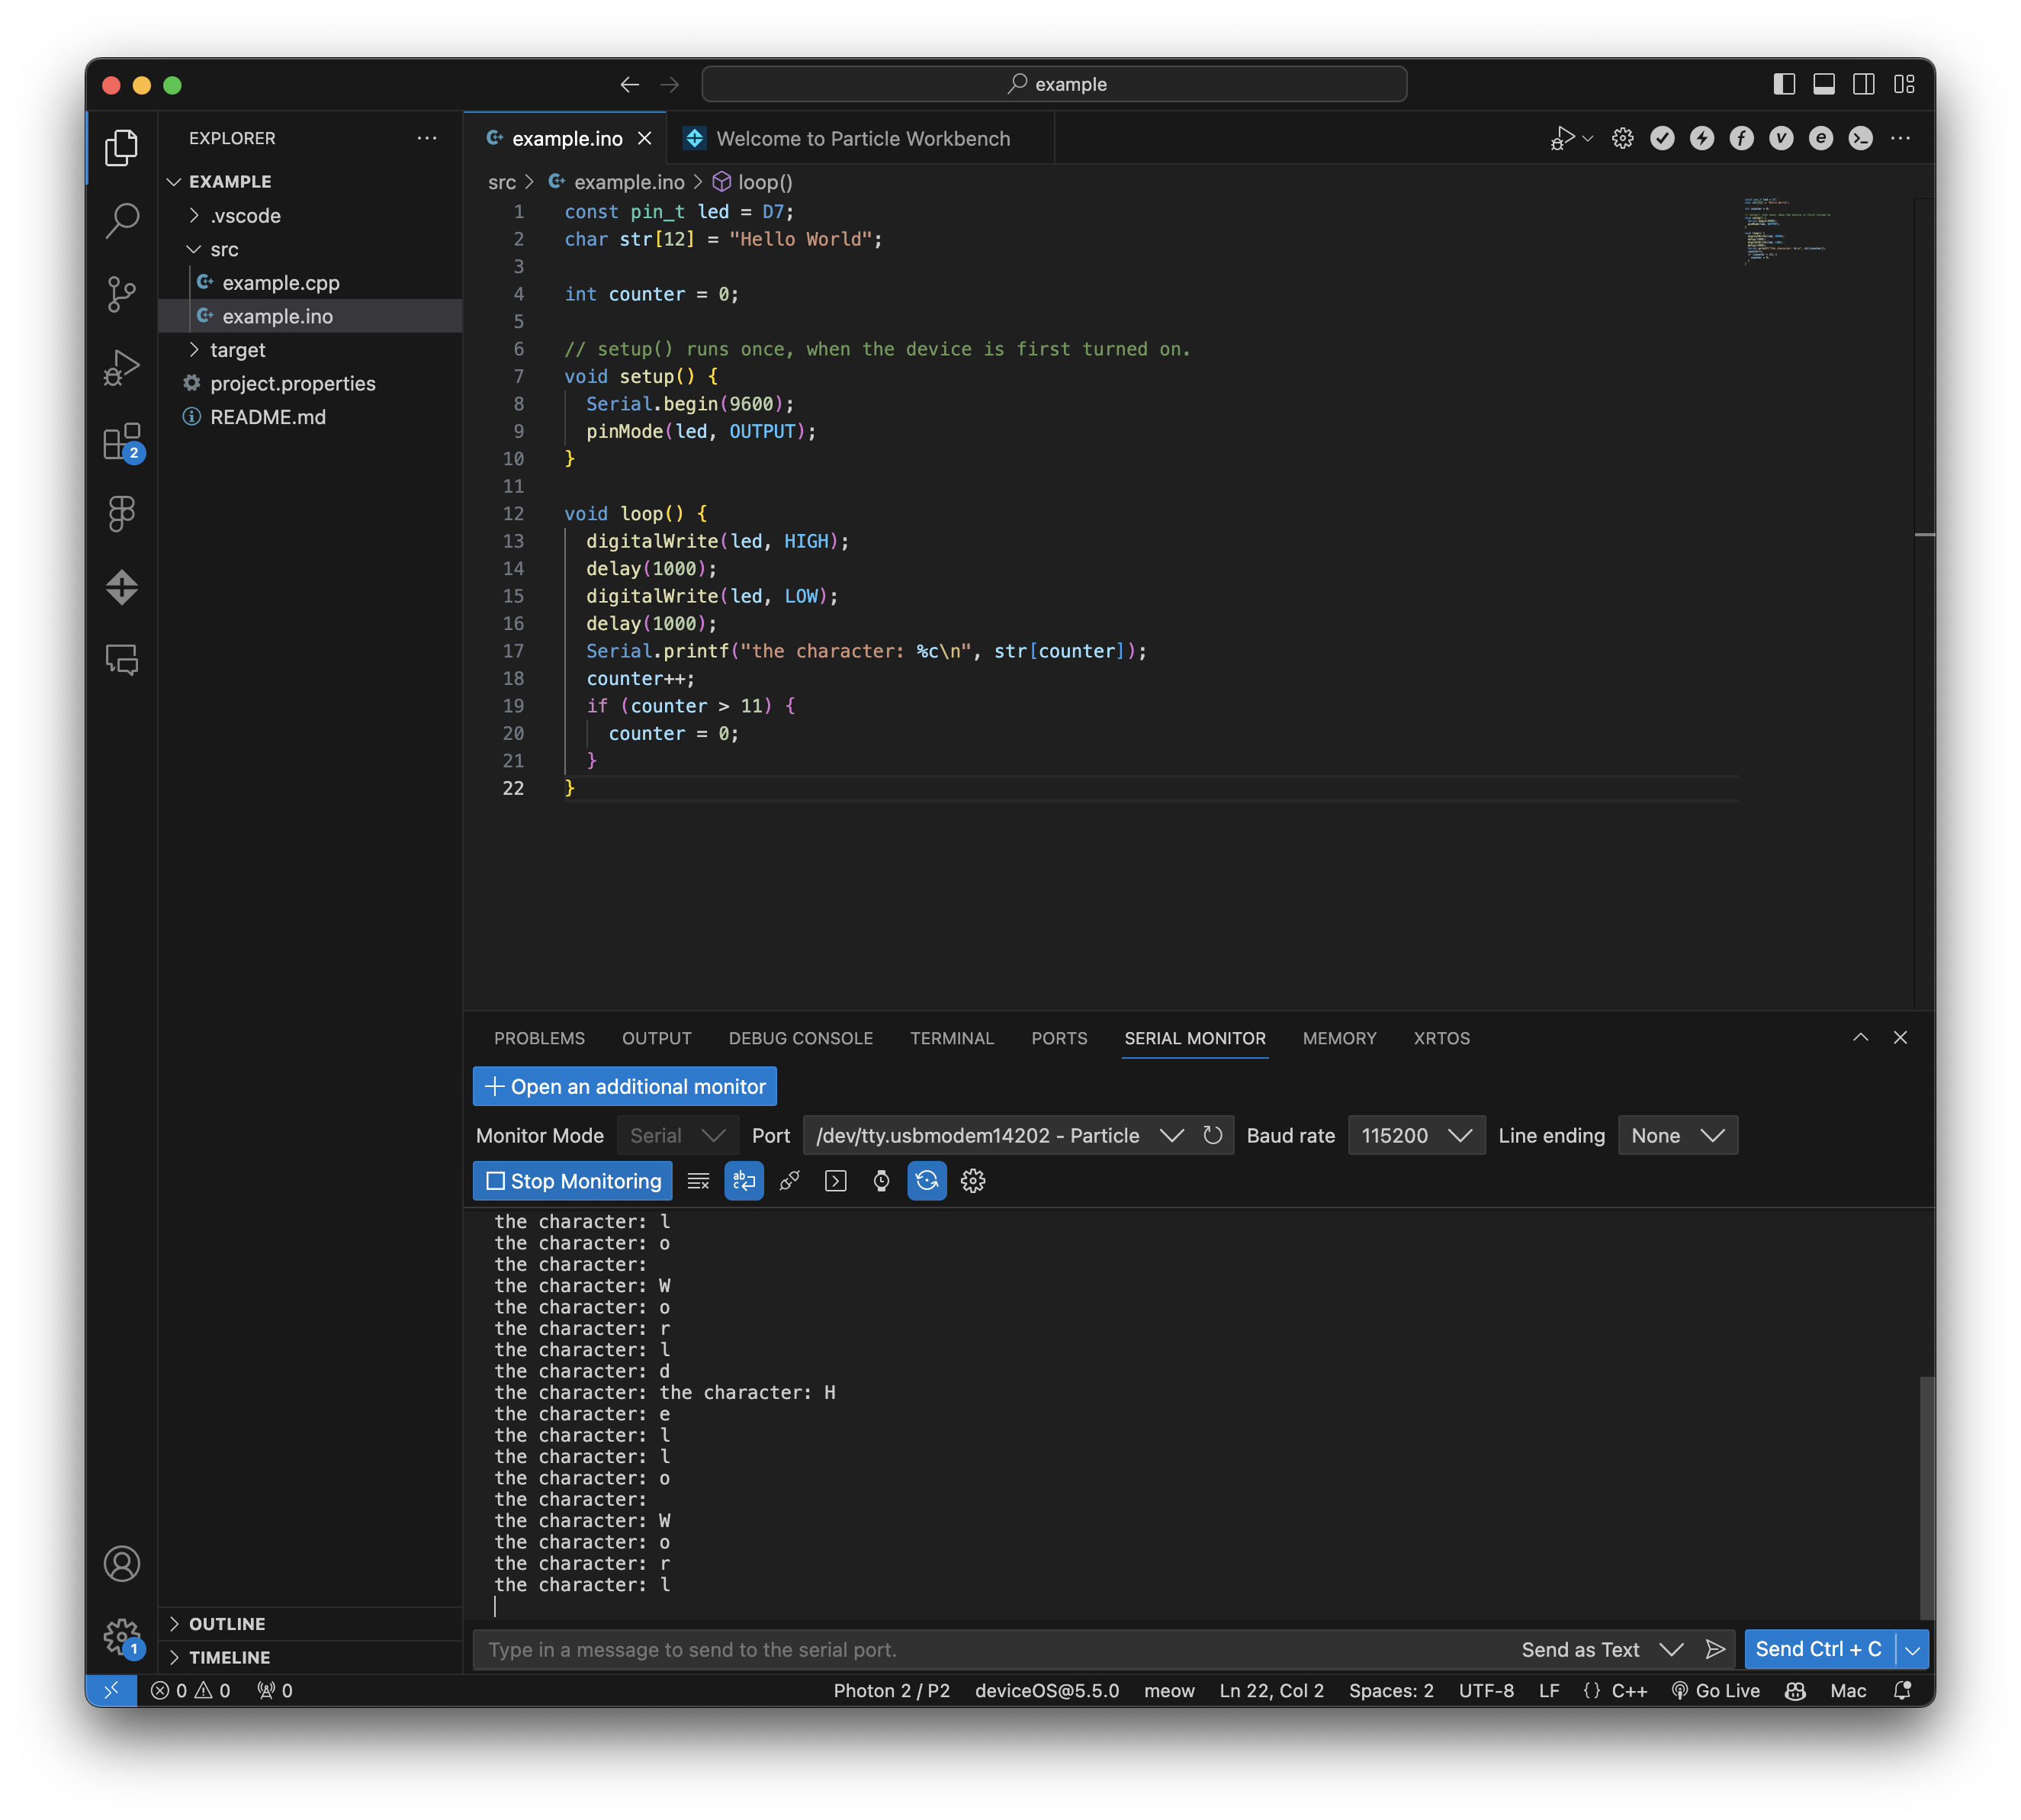 example
EXPLORER
EXAMPLE
.vscode
src
example.cpp
example.ino
target
project.properties
README.md
OUTLINE
TIMELINE
2
1
example.ino
Welcome to Particle Workbench
src > example.ino > loop()
1 const pin_t led = D7;
2 char str[12] = "Hello World";
3
4 int counter = 0;
5
6 // setup() runs once, when the device is first turned on.
7 void setup() {
8 Serial.begin(9600);
9 pinMode(led, OUTPUT);
10 }
11
12 void loop() {
13 digitalWrite(led, HIGH);
14 delay(1000);
15 digitalWrite(led, LOW);
16 delay(1000);
17 Serial.printf("the character: %c\n", str[counter]);
18 counter++;
19 if (counter > 11) {
20 counter = 0;
21 }
22 }
PROBLEMS OUTPUT DEBUG CONSOLE TERMINAL PORTS SERIAL MONITOR MEMORY XRTOS
Open an additional monitor
Monitor Mode Serial Port /dev/tty.usbmodem14202 - Particle Baud rate 115200 Line ending None
Stop Monitoring
the character: l
the character: o
the character:
the character: W
the character: o
the character: r
the character: l
the character: d
the character: the character: H
the character: e
the character: l
the character: l
the character: o
the character:
the character: W
the character: o
the character: r
the character: l
Type in a message to send to the serial port. Send as Text Send Ctrl + C
0 0 0 Photon 2 / P2 deviceOS@5.5.0 meow Ln 22, Col 2 Spaces: 2 UTF-8 LF {} C++ Go Live Mac